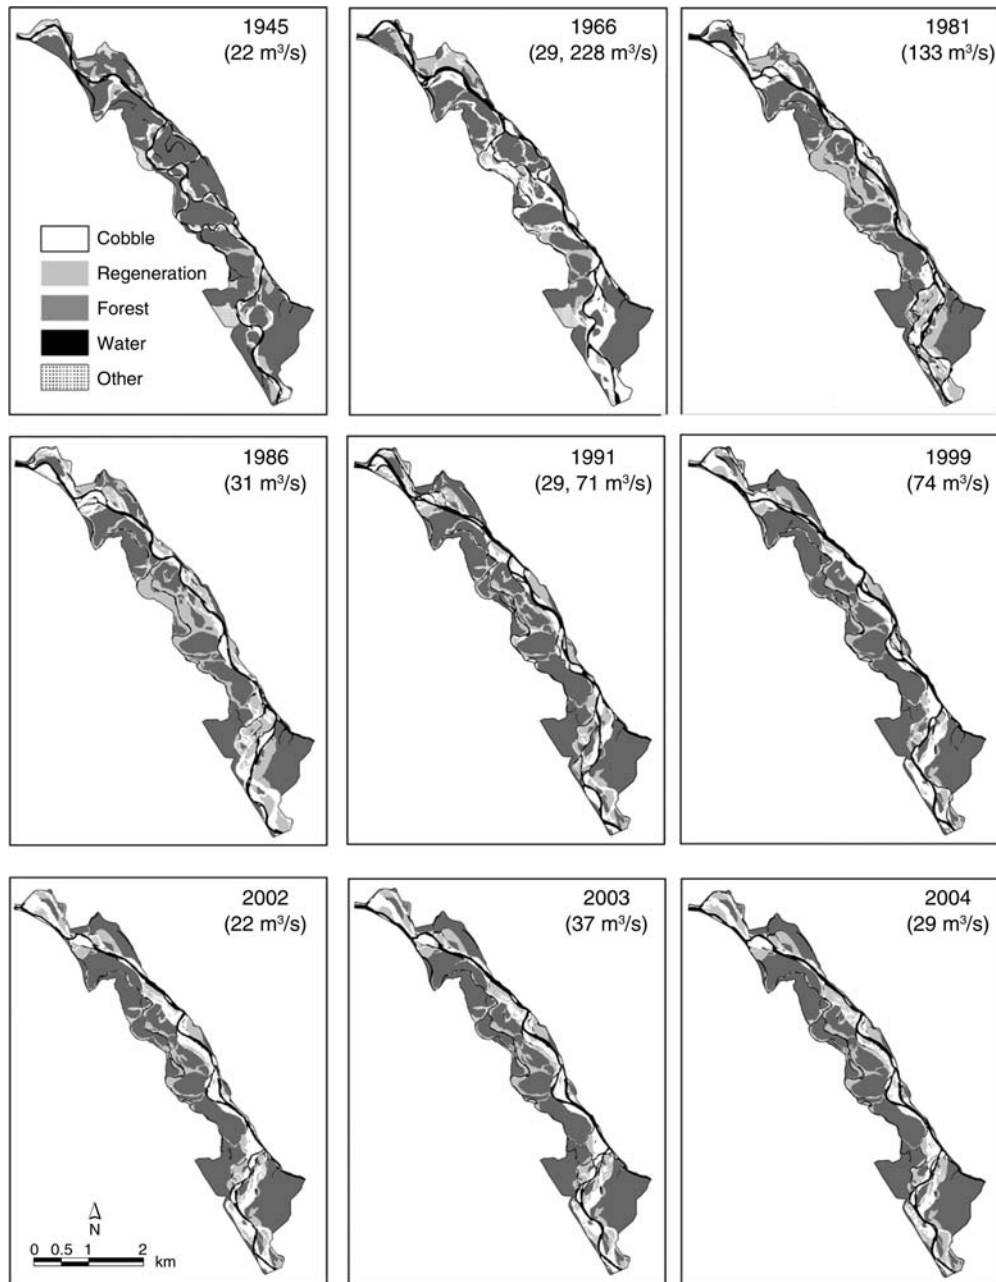 1945
(22 m³/s)
1966
(29, 228 m³/s)
1981
(133 m³/s)
Cobble
Regeneration
Forest
Water
Other
1986
(31 m³/s)
1991
(29, 71 m³/s)
1999
(74 m³/s)
2002
(22 m³/s)
2003
(37 m³/s)
2004
(29 m³/s)
N
0 0.5 1 2
km